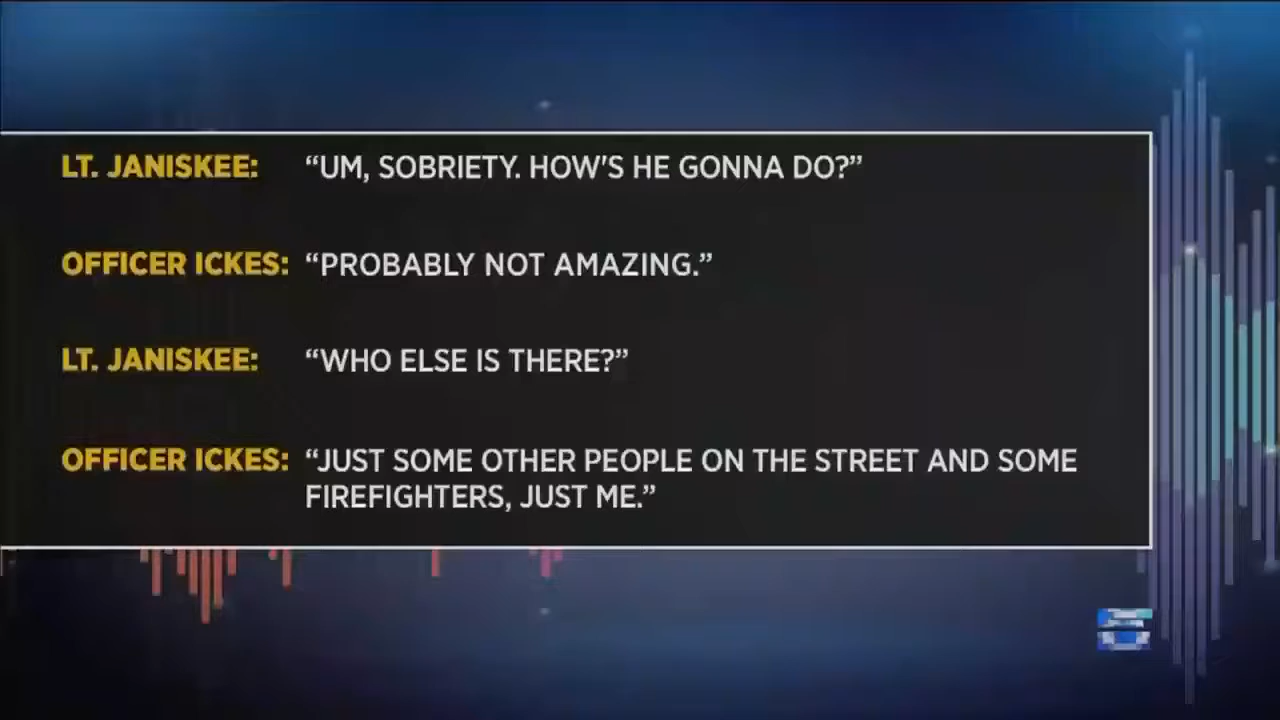 LT. JANISKEE: “UM, SOBRIETY. HOW'S HE GONNA DO?”
OFFICER ICKES: “PROBABLY NOT AMAZING.”
LT. JANISKEE: “WHO ELSE IS THERE?”
OFFICER ICKES: “JUST SOME OTHER PEOPLE ON THE STREET AND SOME
FIREFIGHTERS, JUST ME.”